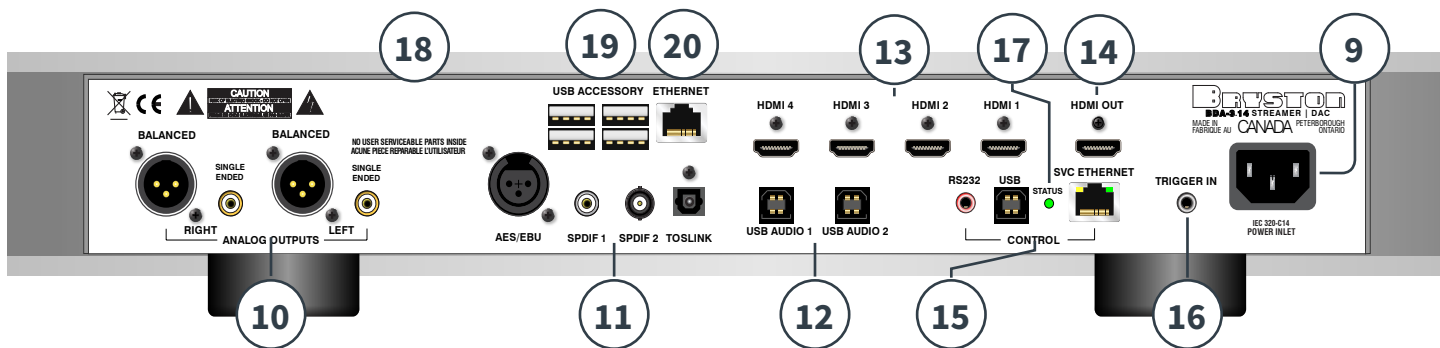 18
19
20
13
17
14
9
CE
CAUTION
ATTENTION
USB ACCESSORY
ETHERNET
HDMI 4
HDMI 3
HDMI 2
HDMI 1
HDMI OUT
BRYSTON
BDA-3.14 STREAMER | DAC
MADE IN
FABRIQUE AU
CANADA
PETERBOROUGH
ONTARIO
BALANCED
BALANCED
NO USER SERVICEABLE PARTS INSIDE
ACUNE PIECE REPARABLE L'UTILISATEUR
SINGLE
ENDED
SINGLE
ENDED
RS232
USB
STATUS
SVC ETHERNET
TRIGGER IN
RIGHT
LEFT
ANALOG OUTPUTS
AES/EBU
SPDIF 1
SPDIF 2
TOSLINK
USB AUDIO 1
USB AUDIO 2
CONTROL
IEC 320-C14
POWER INLET
10
11
12
15
16